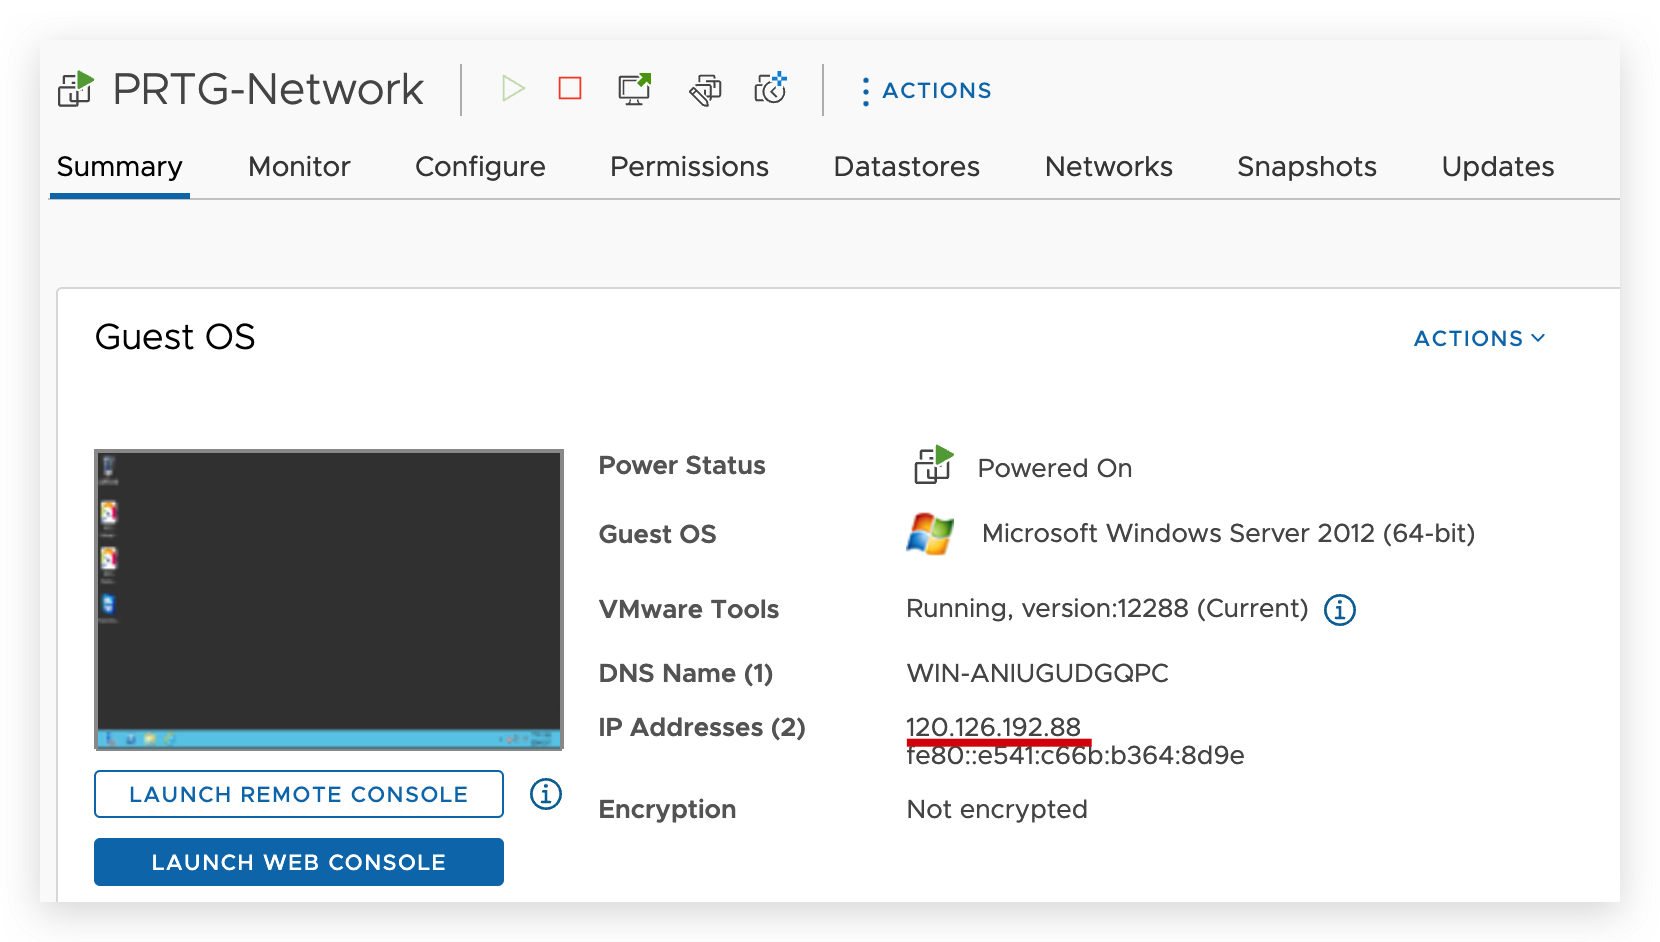 PRTG-Network
ACTIONS
Summary Monitor Configure Permissions Datastores Networks Snapshots Updates
Guest OS
ACTIONS
Power Status Powered On
Guest OS Microsoft Windows Server 2012 (64-bit)
VMware Tools Running, version:12288 (Current)
DNS Name (1) WIN-ANIUGUDGQPC
IP Addresses (2) 120.126.192.88
fe80::e541:c66b:b364:8d9e
Encryption Not encrypted
LAUNCH REMOTE CONSOLE
LAUNCH WEB CONSOLE